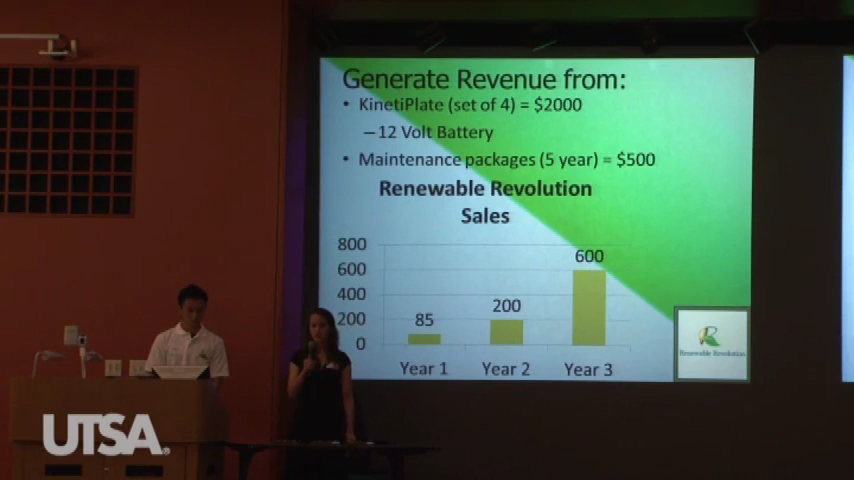 Generate Revenue from:
• KinetiPlate (set of 4) = $2000
– 12 Volt Battery
• Maintenance packages (5 year) = $500
Renewable Revolution
Sales
800
600
400
200
0
85
200
600
Year 1
Year 2
Year 3
Renewable Revolution
UTSA®